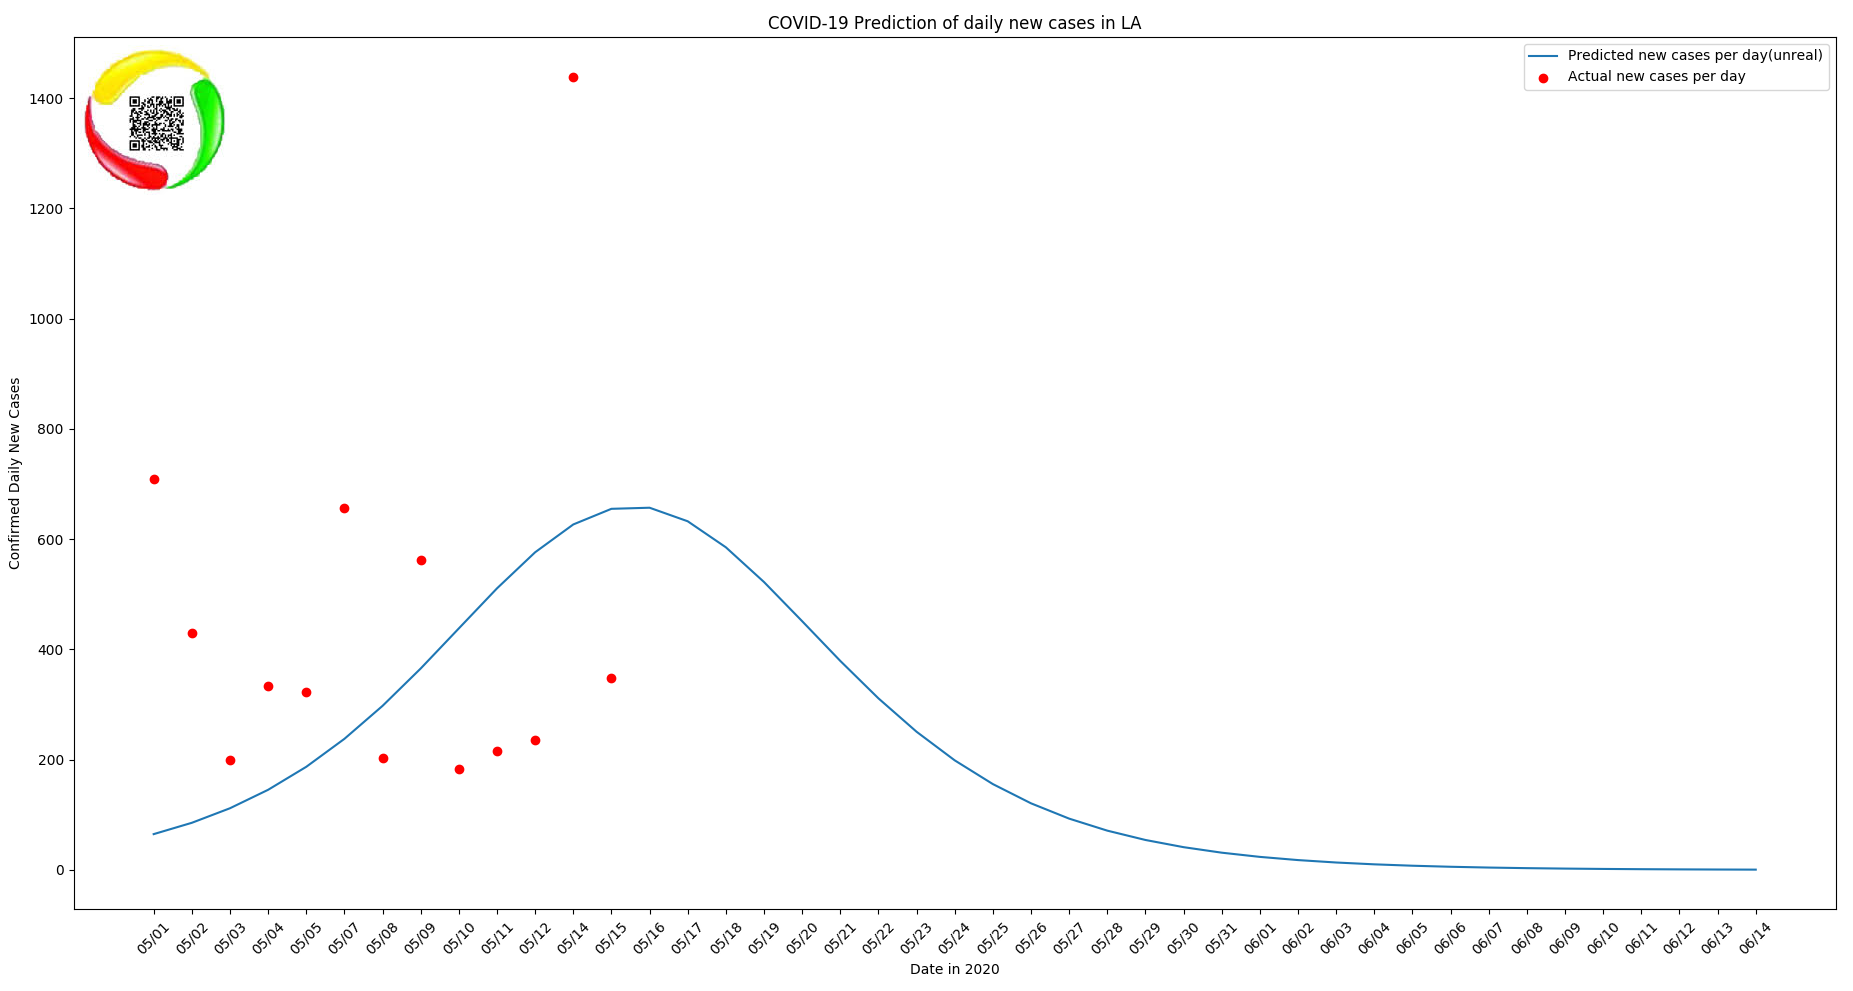 COVID-19 Prediction of daily new cases in LA
Predicted new cases per day(unreal)
Actual new cases per day
Confirmed Daily New Cases
1400
1200
1000
800
600
400
200
0
05/01 05/02 05/03 05/04 05/05 05/07 05/08 05/09 05/10 05/11 05/12 05/14 05/15 05/16 05/17 05/18 05/19 05/20 05/21 05/22 05/23 05/24 05/25 05/26 05/27 05/28 05/29 05/30 05/31 06/01 06/02 06/03 06/04 06/05 06/06 06/07 06/08 06/09 06/10 06/11 06/12 06/13 06/14
Date in 2020